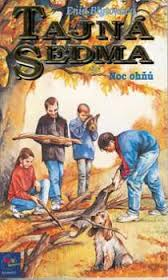 Enid Blytonová
TAJNÁ
SEDMA
Noc ohňů